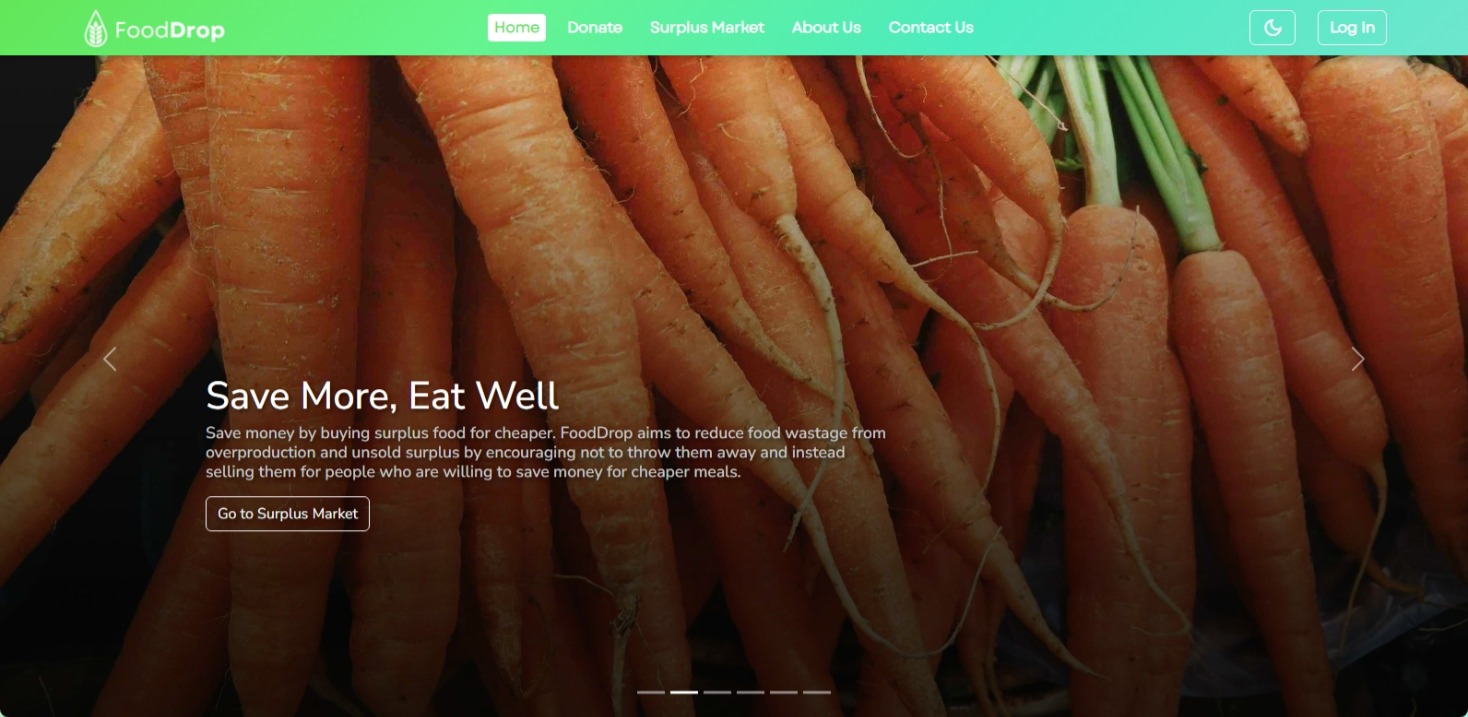 FoodDrop
Home Donate Surplus Market About Us Contact Us
Log In
Save More, Eat Well
Save money by buying surplus food for cheaper. FoodDrop aims to reduce food wastage from
overproduction and unsold surplus by encouraging not to throw them away and instead
selling them for people who are willing to save money for cheaper meals.
Go to Surplus Market